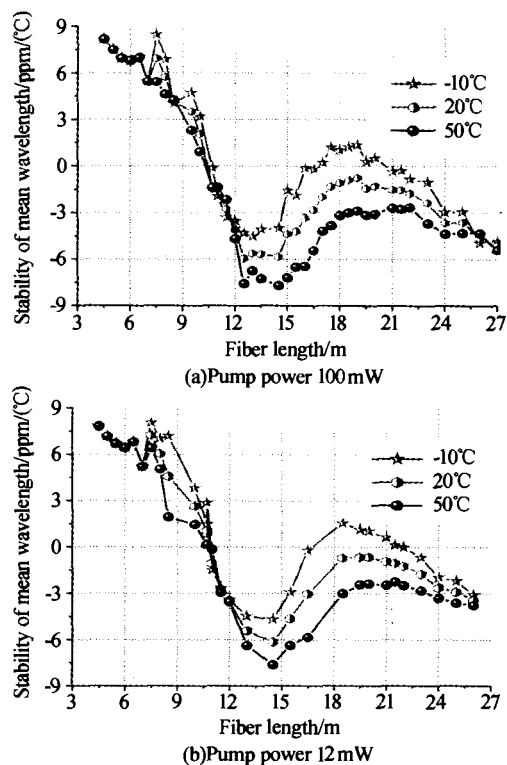 (a)
9
6
3
0
-3
-6
-9
Stability of mean wavelength/ppm/(℃)
-10℃
20℃
50℃
3 6 9 12 15 18 21 24 27
Fiber length/m
(a)Pump power 100mW
(b)
9
6
3
0
-3
-6
-9
Stability of mean wavelength/ppm/(℃)
-10℃
20℃
50℃
3 6 9 12 15 18 21 24 27
Fiber length/m
(b)Pump power 12mW